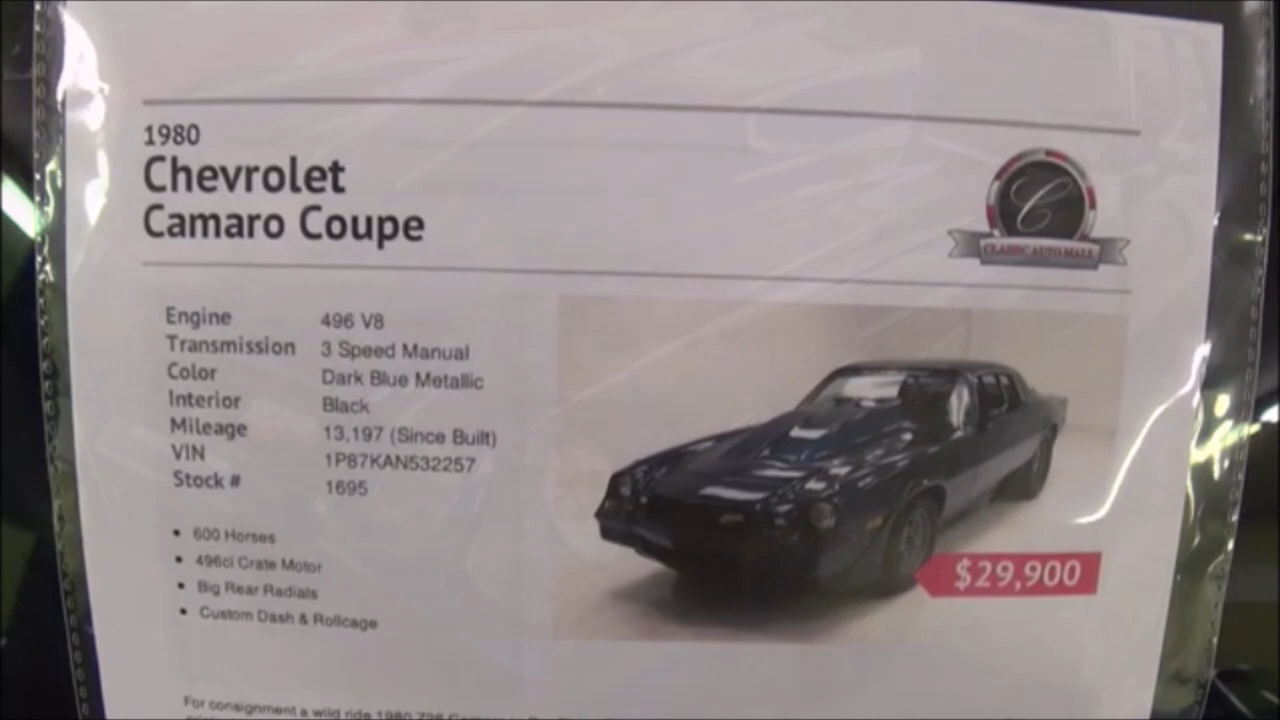 1980
Chevrolet
Camaro Coupe
C
CLASSIC AUTO MALL
Engine 496 V8
Transmission 3 Speed Manual
Color Dark Blue Metallic
Interior Black
Mileage 13,197 (Since Built)
VIN 1P87KAN532257
Stock # 1695
• 600 Horses
• 496ci Crate Motor
• Big Rear Radials
• Custom Dash & Rollcage
$29,900
For consignment a wild ride 1980 Z28 Camaro